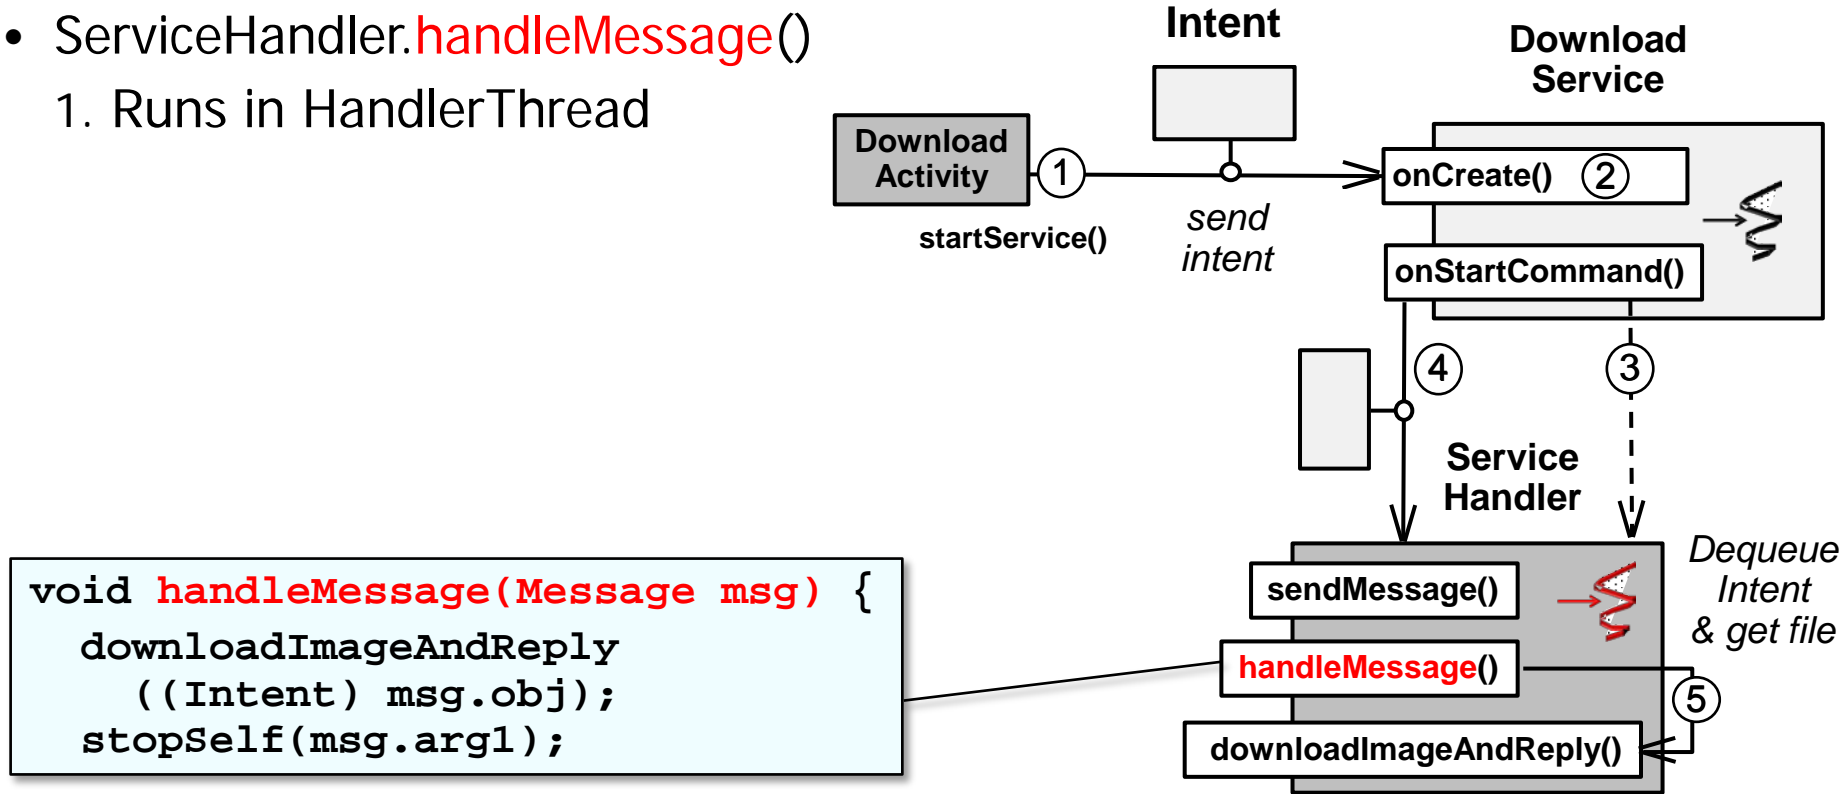 • ServiceHandler.handleMessage()
1. Runs in HandlerThread
Intent
Download
Service
Download
Activity
1
startService()
send
intent
onCreate() 2
onStartCommand()
4
3
Service
Handler
Dequeue
Intent
& get file
sendMessage()
handleMessage()
5
downloadImageAndReply()
void handleMessage(Message msg) {
downloadImageAndReply
((Intent) msg.obj);
stopSelf(msg.arg1);